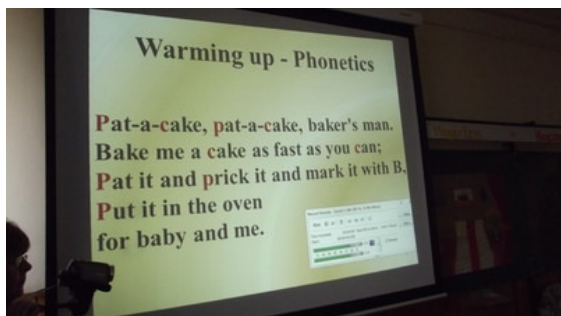 Warming up - Phonetics
Pat-a-cake, pat-a-cake, baker's man.
Bake me a cake as fast as you can;
Pat it and prick it and mark it with B,
Put it in the oven
for baby and me.